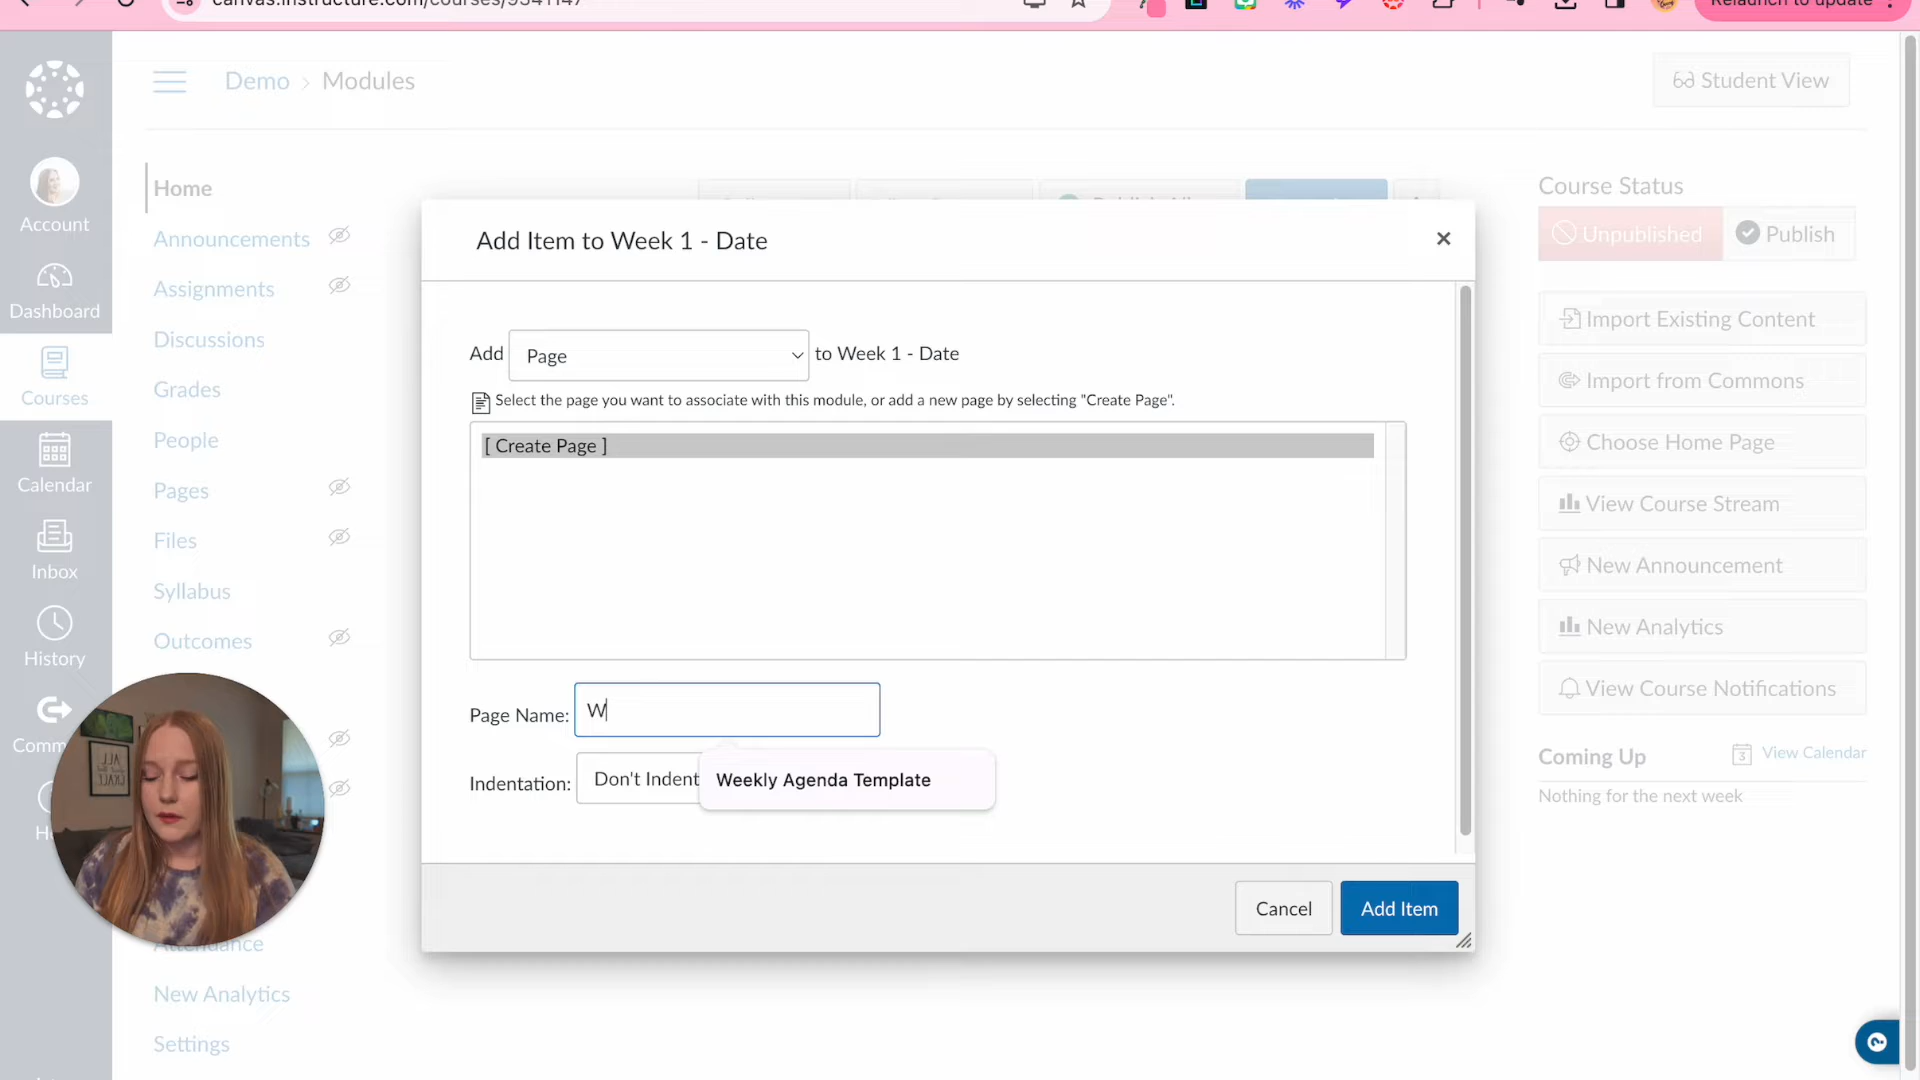 canvas.instructure.com/courses/9341147
Relaunch to update
Demo > Modules
Student View
Account
Dashboard
Courses
Calendar
Inbox
History
Home
Announcements
Assignments
Discussions
Grades
People
Pages
Files
Syllabus
Outcomes
Attendance
New Analytics
Settings
Add Item to Week 1 - Date
Add Page to Week 1 - Date
Select the page you want to associate with this module, or add a new page by selecting "Create Page".
[ Create Page ]
Page Name: W
Indentation: Don't Indent
Weekly Agenda Template
Cancel
Add Item
Course Status
Unpublished
Publish
Import Existing Content
Import from Commons
Choose Home Page
View Course Stream
New Announcement
New Analytics
View Course Notifications
Coming Up
3 View Calendar
Nothing for the next week